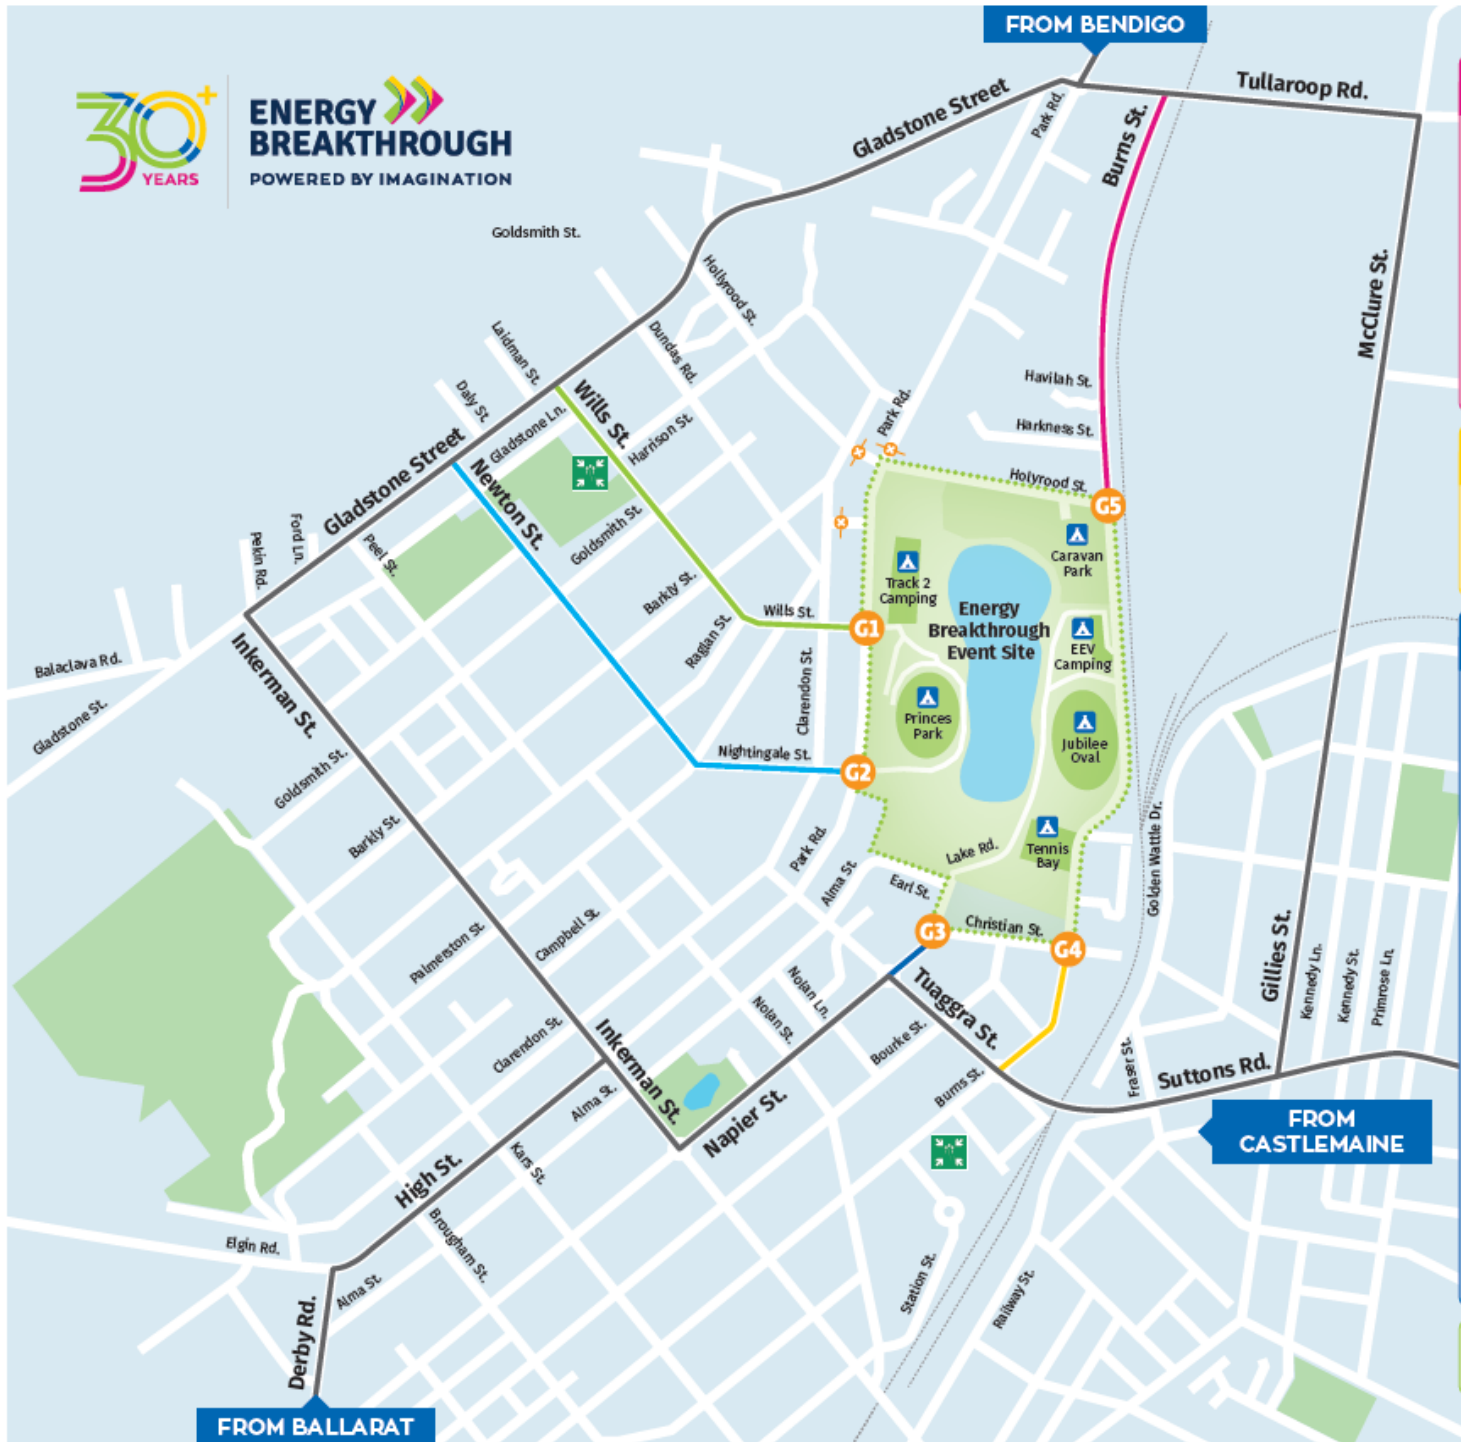 FROM BENDIGO
Tullaroop Rd.
30+
YEARS
ENERGY
BREAKTHROUGH
POWERED BY IMAGINATION
Gladstone Street
Park Rd.
Burns St.
Goldsmith St.
Hollyrood St.
McClure St.
Laidman St.
Dundas Rd.
Daly St.
Gladstone Ln.
Wills St.
Harrison St.
Havilah St.
Park Rd.
Harkness St.
Gladstone Street
Newton St.
Holyrood St.
G5
Goldsmith St.
Pekin Rd.
Ford Ln.
Peel St.
Caravan
Park
Track 2
Camping
Barkly St.
Wills St.
G1
Energy
Breakthrough
Event Site
EEV
Camping
Raglan St.
Clarendon St.
Inkerman St.
Balaclava Rd.
Gladstone St.
Princes
Park
Jubilee
Oval
Nightingale St.
G2
Goldsmith St.
Barkly St.
Park Rd.
Alma St.
Lake Rd.
Tennis
Bay
Golden Wattle Dr.
Earl St.
Christian St.
G3
G4
Palmerston St.
Campbell St.
Nolan Ln.
Nolan St.
Tuaggra St.
Gillies St.
Kennedy Ln.
Kennedy St.
Primrose Ln.
Clarendon St.
Inkerman St.
Bourke St.
Burns St.
Fraser St.
Suttons Rd.
Alma St.
Napier St.
FROM
CASTLEMAINE
High St.
Kars St.
Elgin Rd.
Brougham St.
Alma St.
Station St.
Railway St.
Derby Rd.
FROM BALLARAT